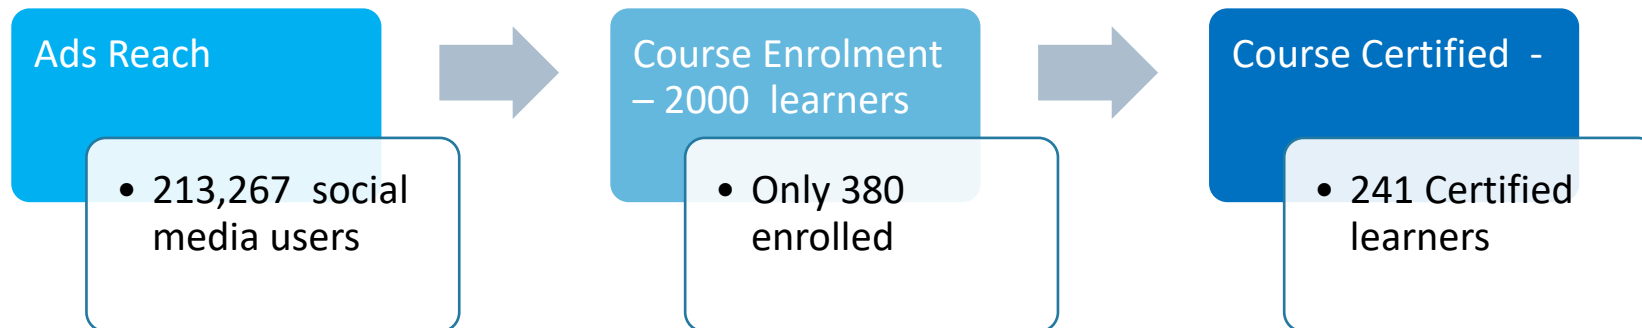 Ads Reach
• 213,267 social
media users
Course Enrolment
– 2000 learners
• Only 380
enrolled
Course Certified -
• 241 Certified
learners